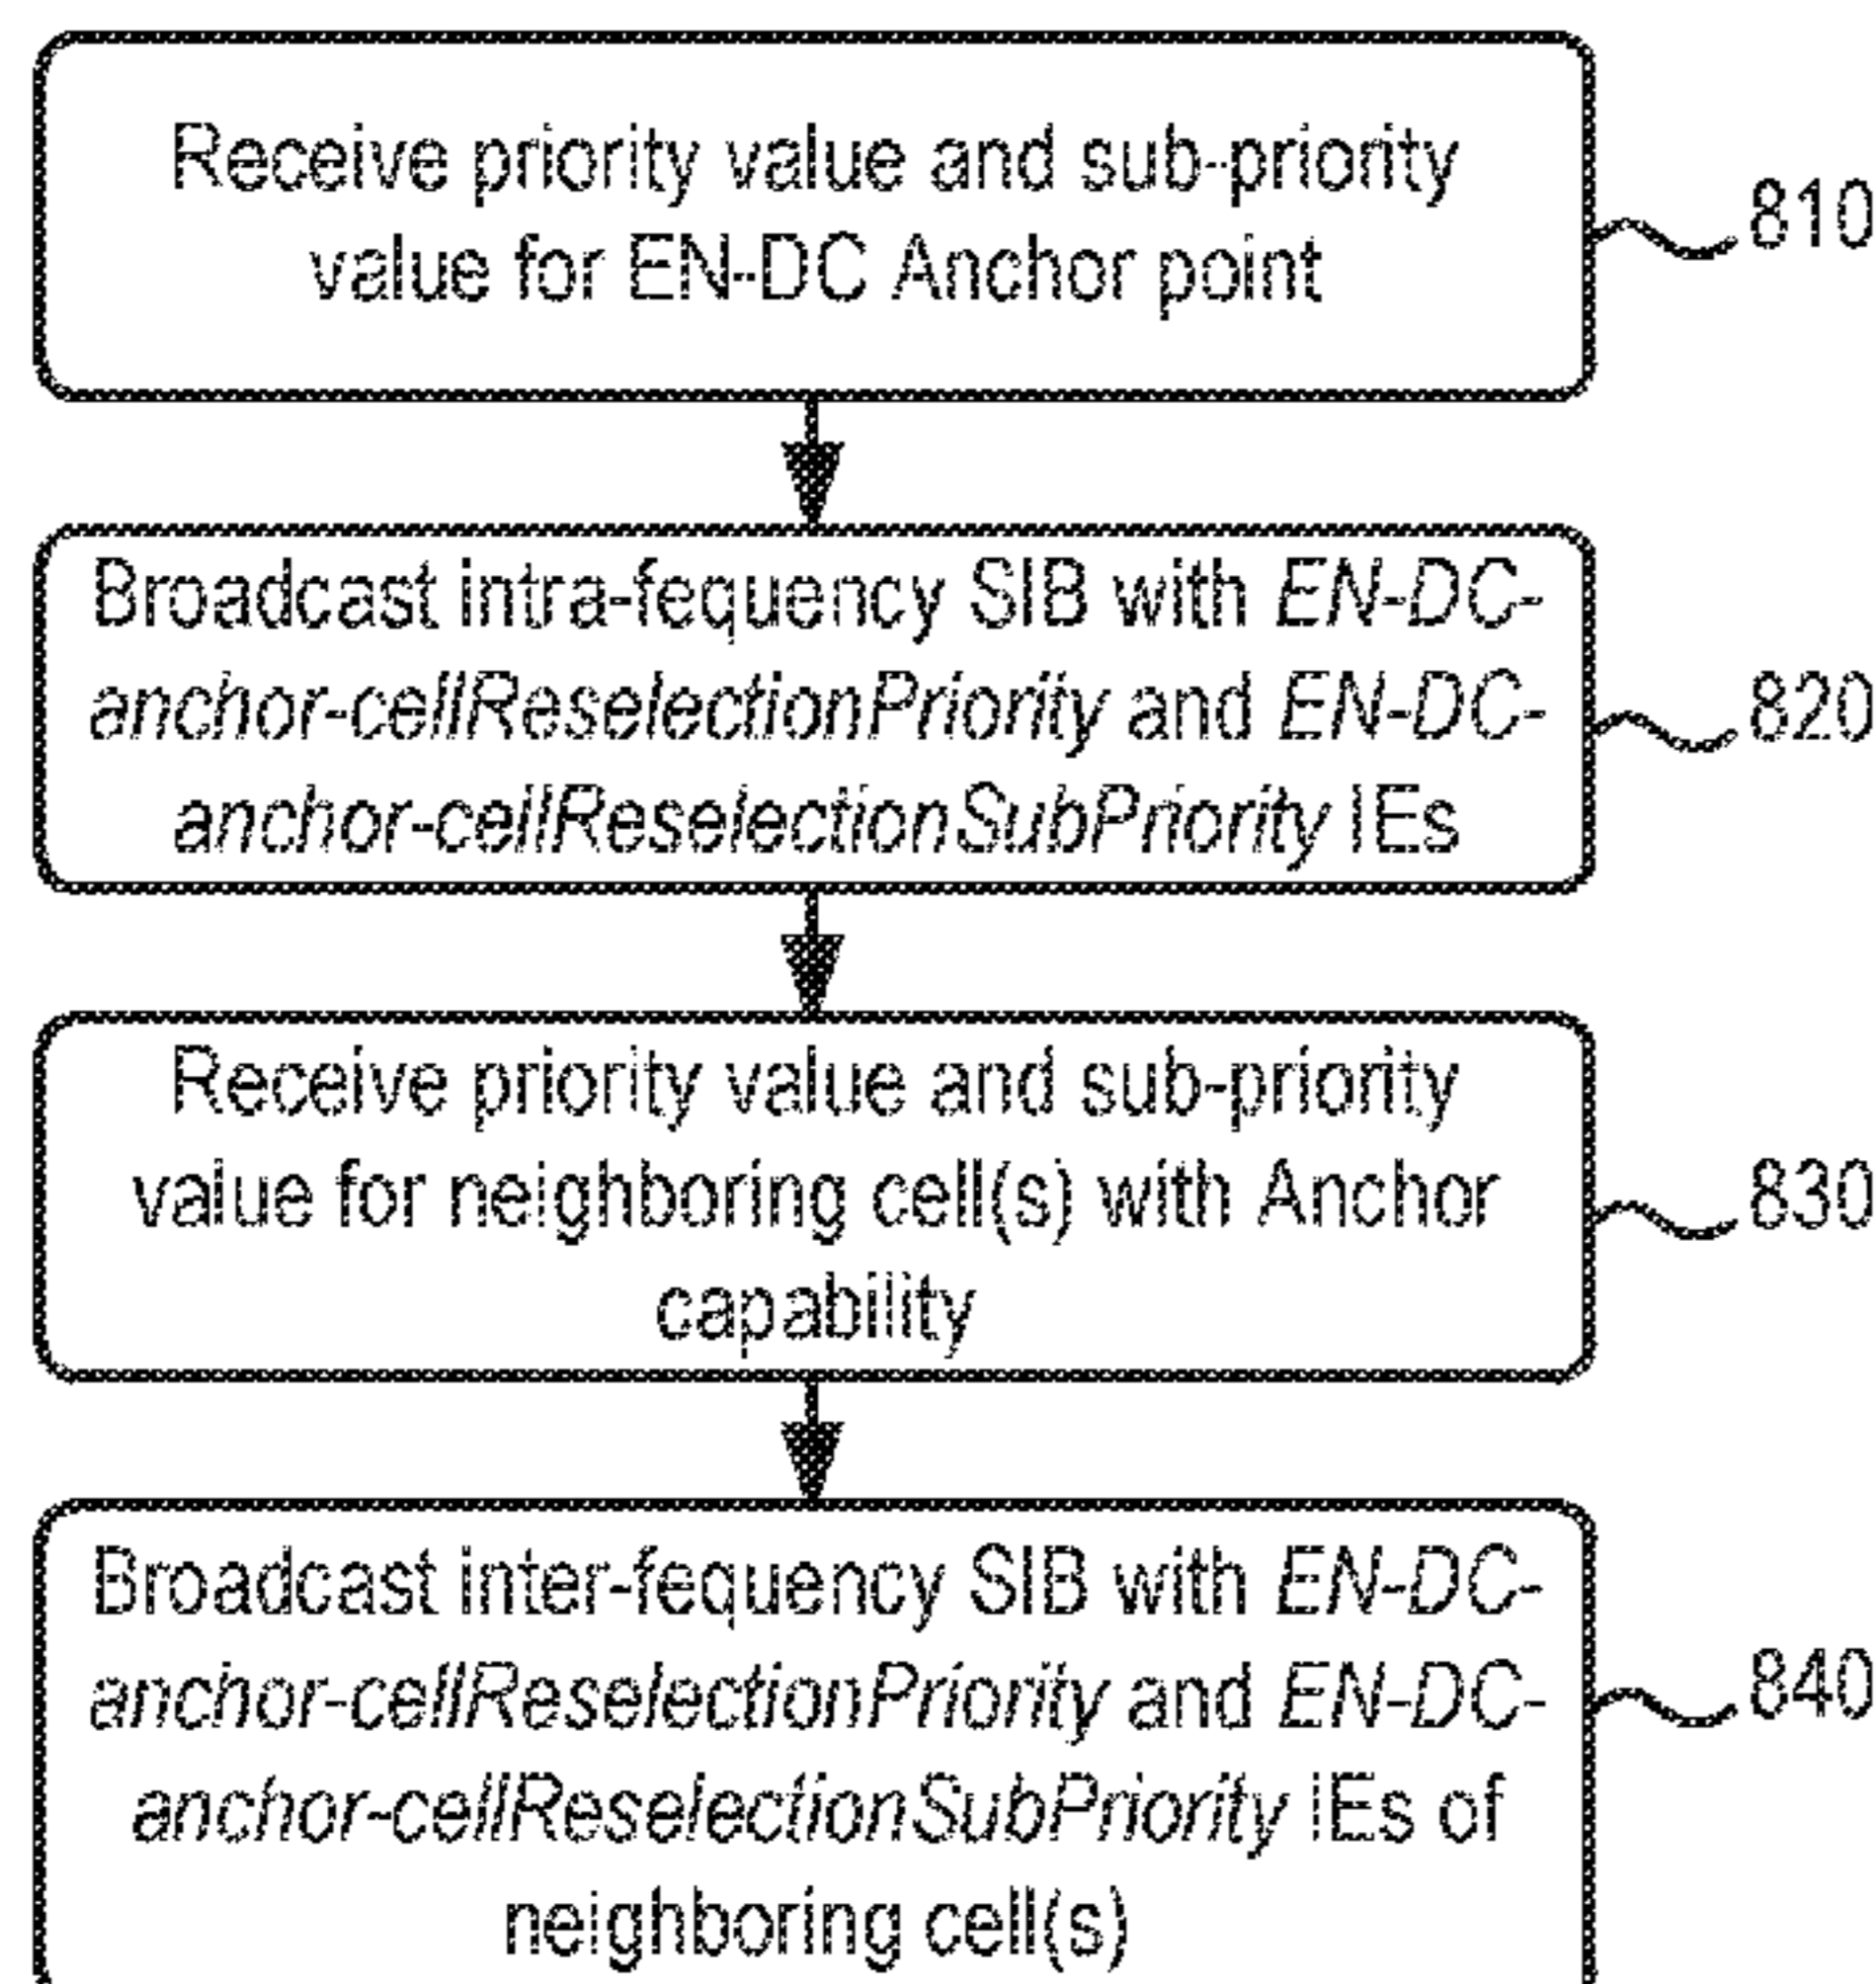 Receive priority value and sub-priority
value for EN-DC Anchor point
810
Broadcast intra-fequency SIB with EN-DC-
anchor-cellReselectionPriority and EN-DC-
anchor-cellReselectionSubPriority IEs
820
Receive priority value and sub-priority
value for neighboring cell(s) with Anchor
capability
830
Broadcast inter-fequency SIB with EN-DC-
anchor-cellReselectionPriority and EN-DC-
anchor-cellReselectionSubPriority IEs of
neighboring cell(s)
840